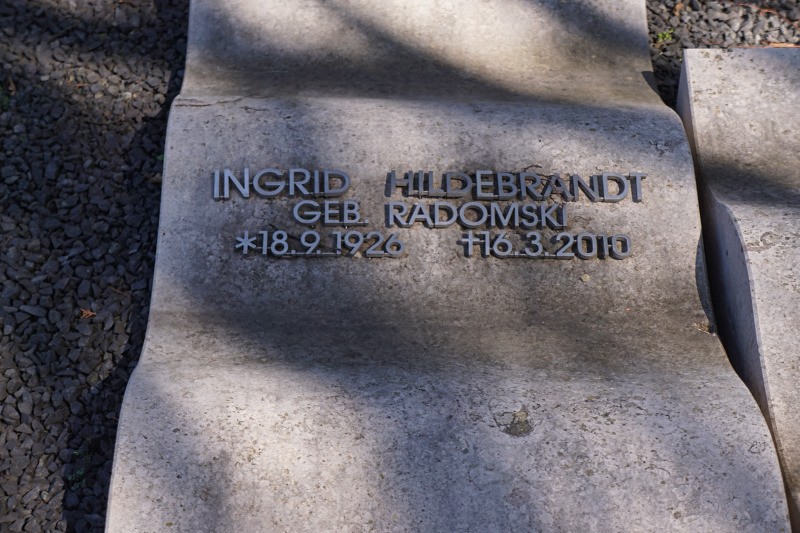 INGRID HILDEBRANDT
GEB. RADOMSKI
*18.9.1926 †16.3.2010